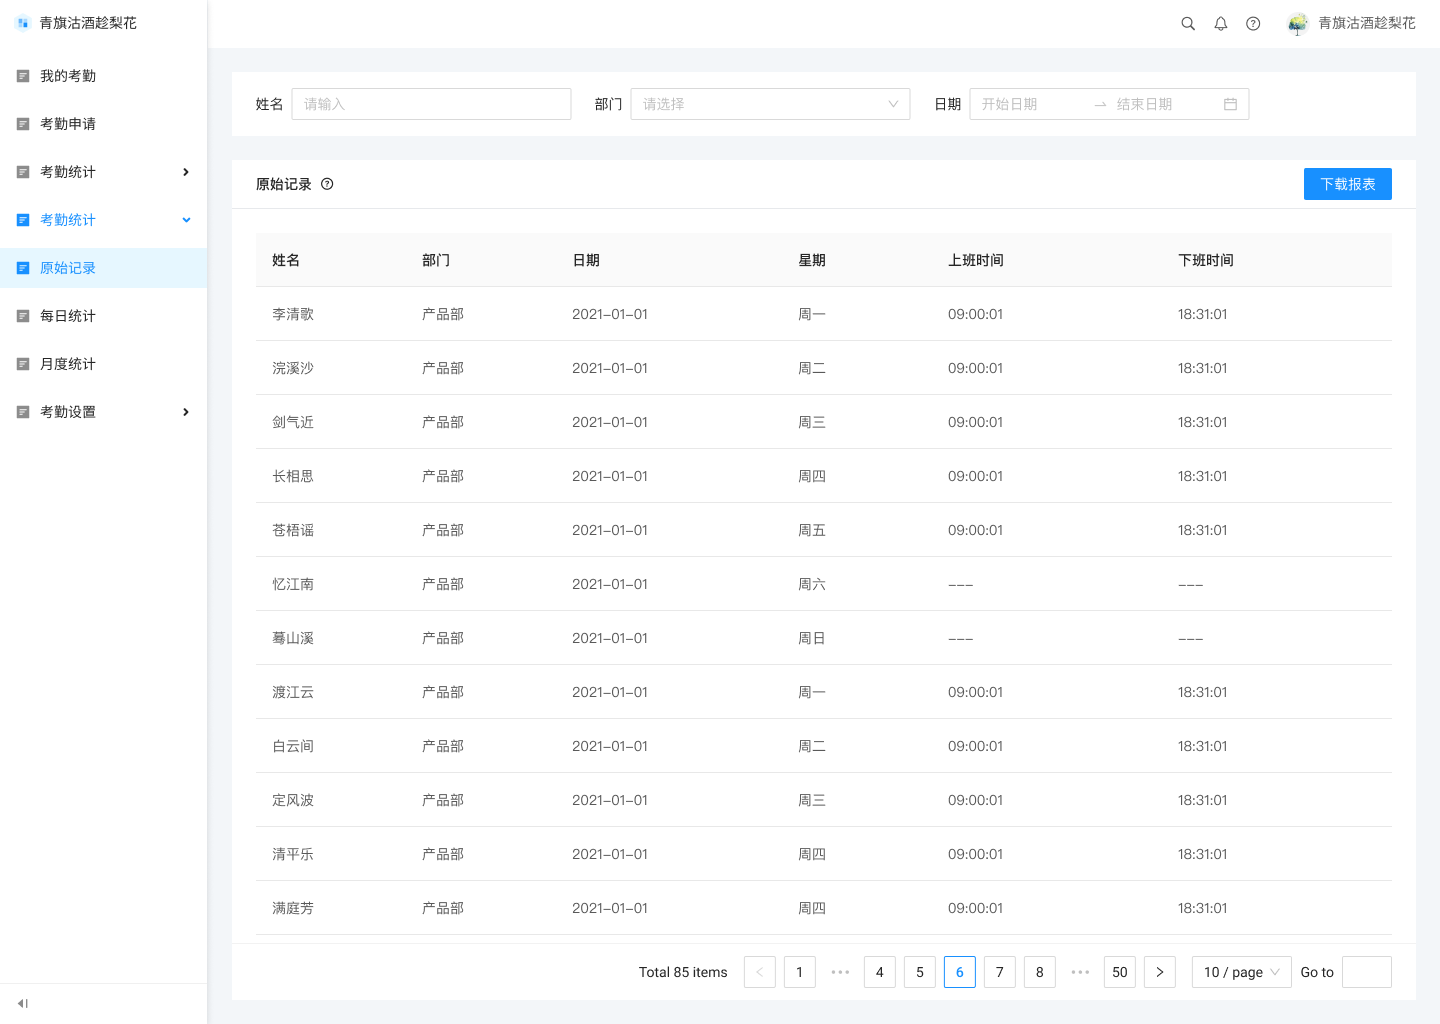 青旗沽酒趁梨花
青旗沽酒趁梨花
我的考勤
考勤申请
考勤统计
考勤统计
原始记录
每日统计
月度统计
考勤设置
姓名 请输入 部门 请选择 日期 开始日期 结束日期
原始记录 下载报表
姓名 部门 日期 星期 上班时间 下班时间
李清歌 产品部 2021-01-01 周一 09:00:01 18:31:01
浣溪沙 产品部 2021-01-01 周二 09:00:01 18:31:01
剑气近 产品部 2021-01-01 周三 09:00:01 18:31:01
长相思 产品部 2021-01-01 周四 09:00:01 18:31:01
苍梧谣 产品部 2021-01-01 周五 09:00:01 18:31:01
忆江南 产品部 2021-01-01 周六 --- ---
蓦山溪 产品部 2021-01-01 周日 --- ---
渡江云 产品部 2021-01-01 周一 09:00:01 18:31:01
白云间 产品部 2021-01-01 周二 09:00:01 18:31:01
定风波 产品部 2021-01-01 周三 09:00:01 18:31:01
清平乐 产品部 2021-01-01 周四 09:00:01 18:31:01
满庭芳 产品部 2021-01-01 周四 09:00:01 18:31:01
Total 85 items < 1 ••• 4 5 6 7 8 ••• 50 > 10 / page Go to